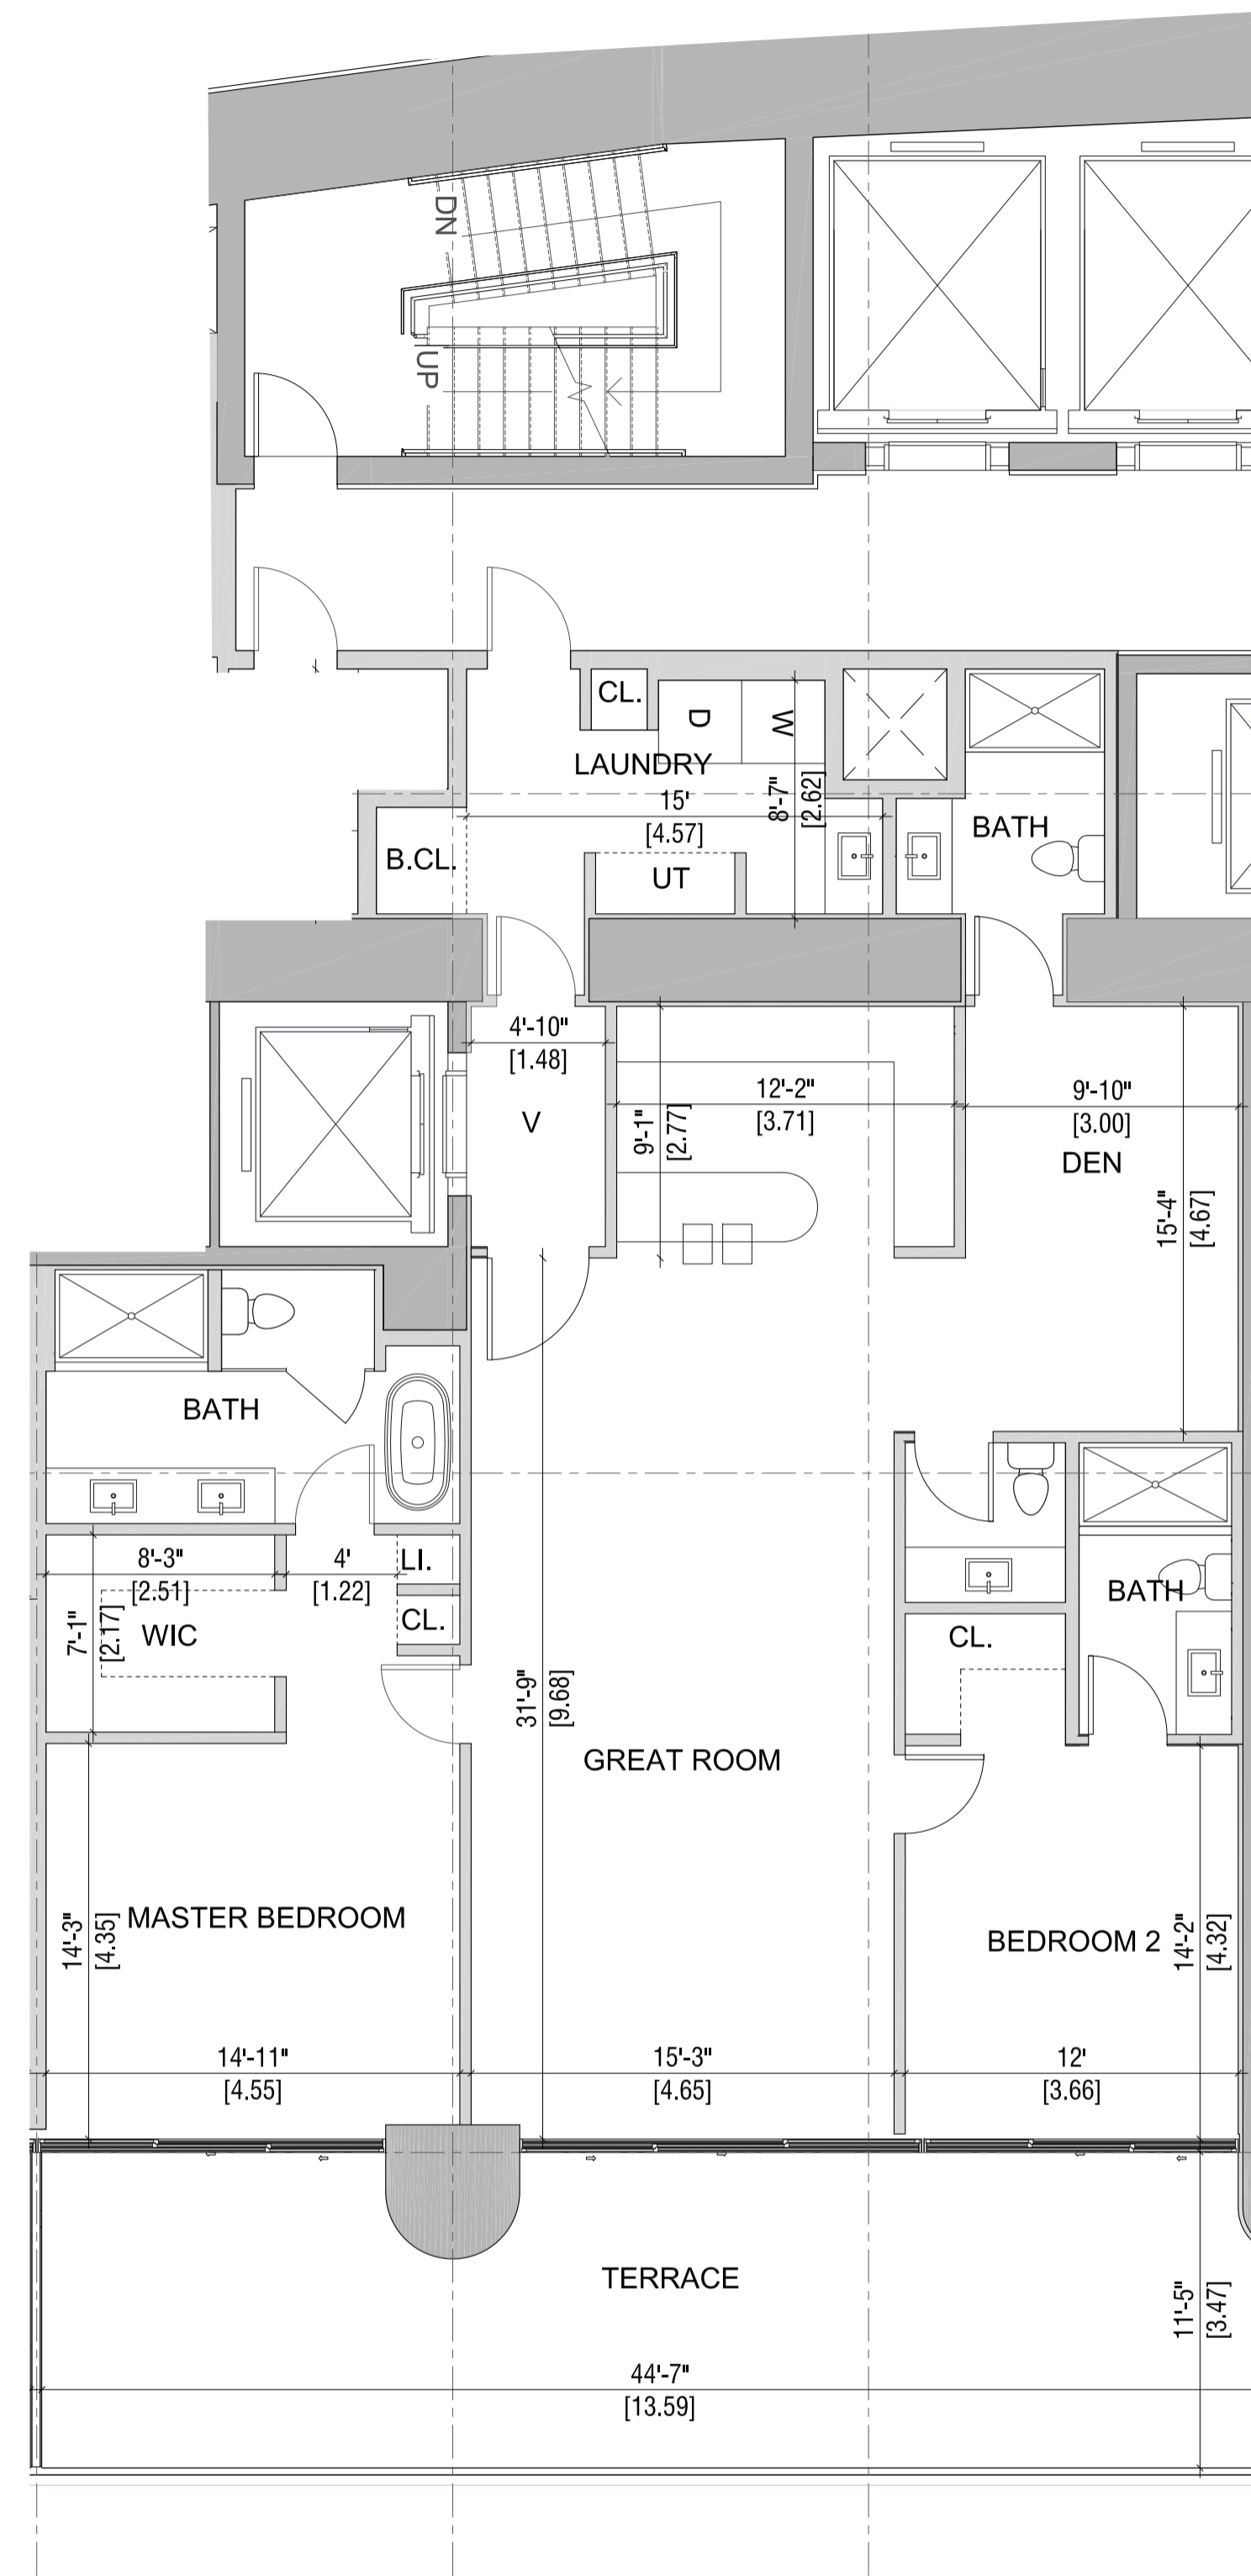 DN
UP
CL.
D
W
LAUNDRY
15'
[4.57]
8'-7"
[2.62]
BATH
B.CL.
UT
4'-10"
[1.48]
V
9'-1"
[2.77]
12'-2"
[3.71]
9'-10"
[3.00]
DEN
15'-4"
[4.67]
BATH
8'-3"
[2.51]
4'
[1.22]
LI.
CL.
7'-1"
[2.17]
WIC
BATH
CL.
31'-9"
[9.68]
GREAT ROOM
MASTER BEDROOM
14'-3"
[4.35]
BEDROOM 2
14'-2"
[4.32]
14'-11"
[4.55]
15'-3"
[4.65]
12'
[3.66]
TERRACE
11'-5"
[3.47]
44'-7"
[13.59]